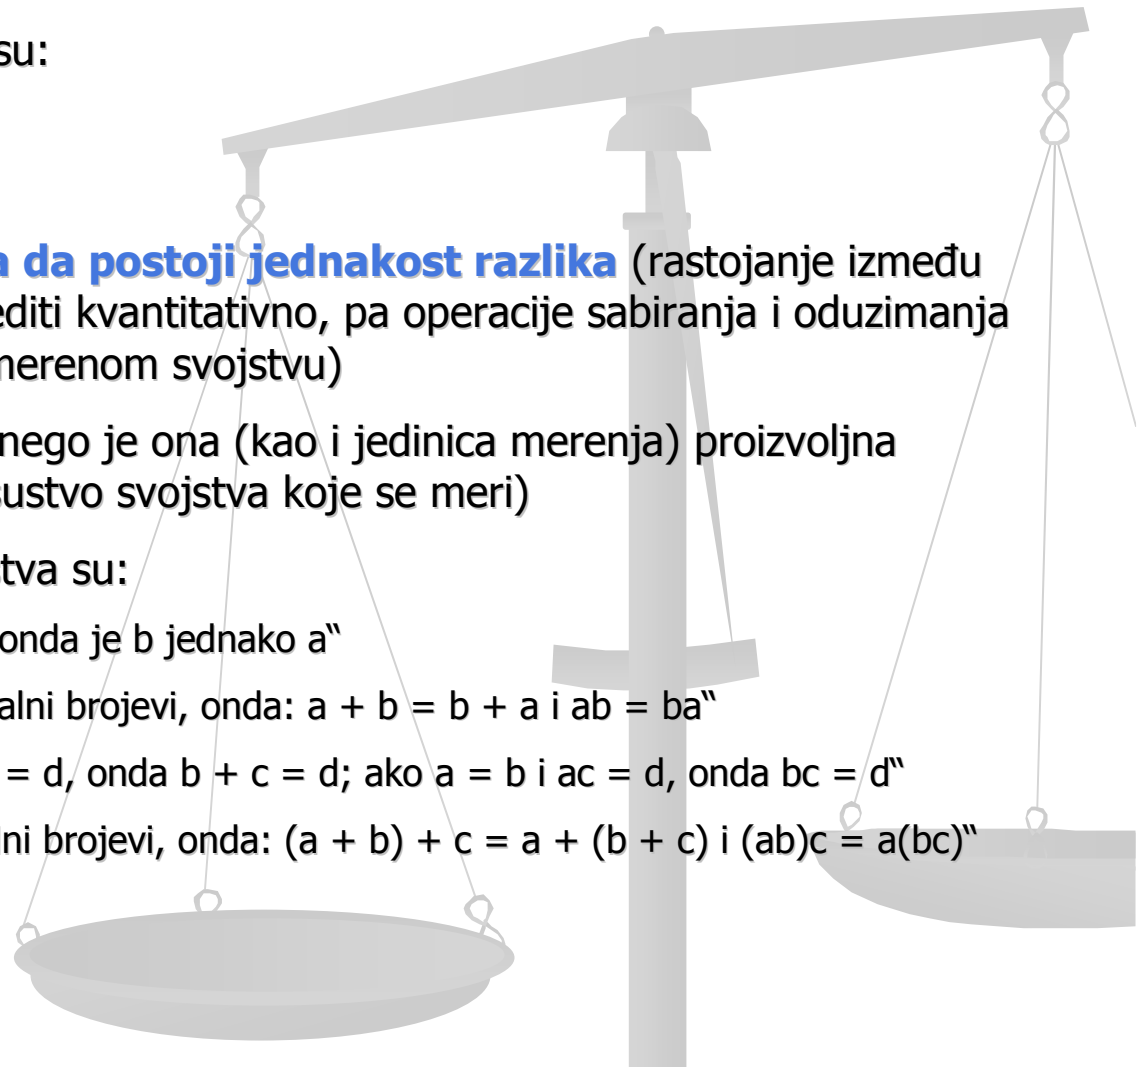 su:
a da postoji jednakost razlika (rastojanje između
editi kvantitativno, pa operacije sabiranja i oduzimanja
merenom svojstvu)
nego je ona (kao i jedinica merenja) proizvoljna
sustvo svojstva koje se meri)
stva su:
onda je b jednako a“
alni brojevi, onda: a + b = b + a i ab = ba“
= d, onda b + c = d; ako a = b i ac = d, onda bc = d“
lni brojevi, onda: (a + b) + c = a + (b + c) i (ab)c = a(bc)“